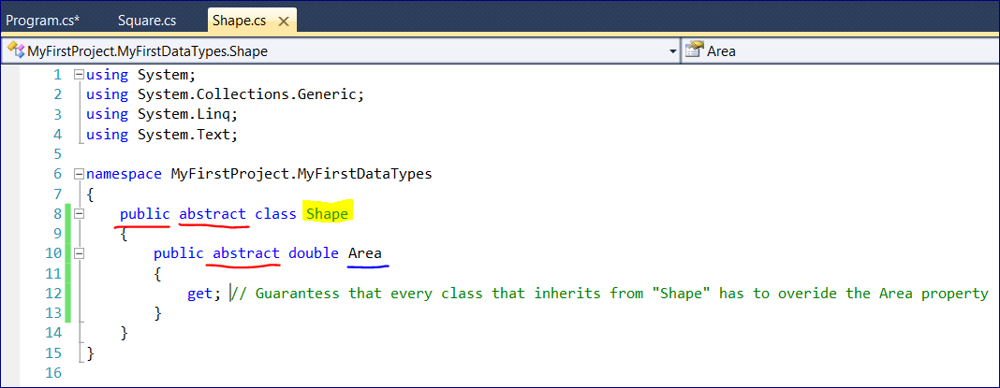 Program.cs* Square.cs Shape.cs
MyFirstProject.MyFirstDataTypes.Shape Area
1 using System;
2 using System.Collections.Generic;
3 using System.Linq;
4 using System.Text;
5
6 namespace MyFirstProject.MyFirstDataTypes
7 {
8 public abstract class Shape
9 {
10 public abstract double Area
11 {
12 get; // Guarantess that every class that inherits from "Shape" has to overide the Area property
13 }
14 }
15 }
16